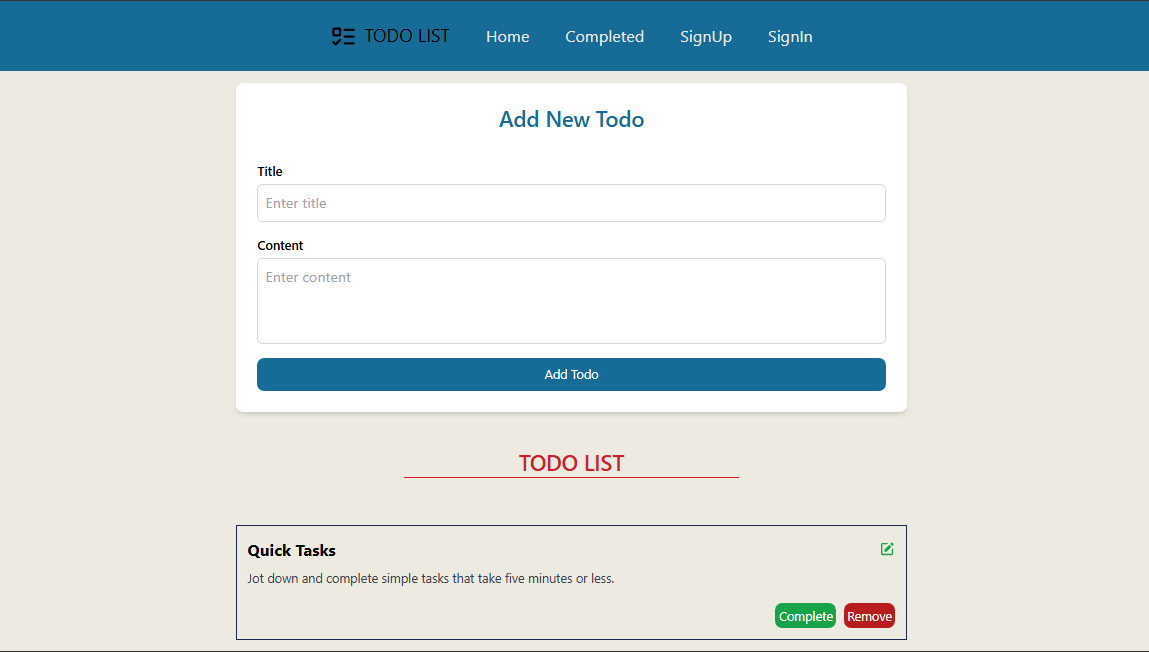 TODO LIST Home Completed SignUp SignIn
Add New Todo
Title
Enter title
Content
Enter content
Add Todo
TODO LIST
Quick Tasks
Jot down and complete simple tasks that take five minutes or less.
Complete Remove